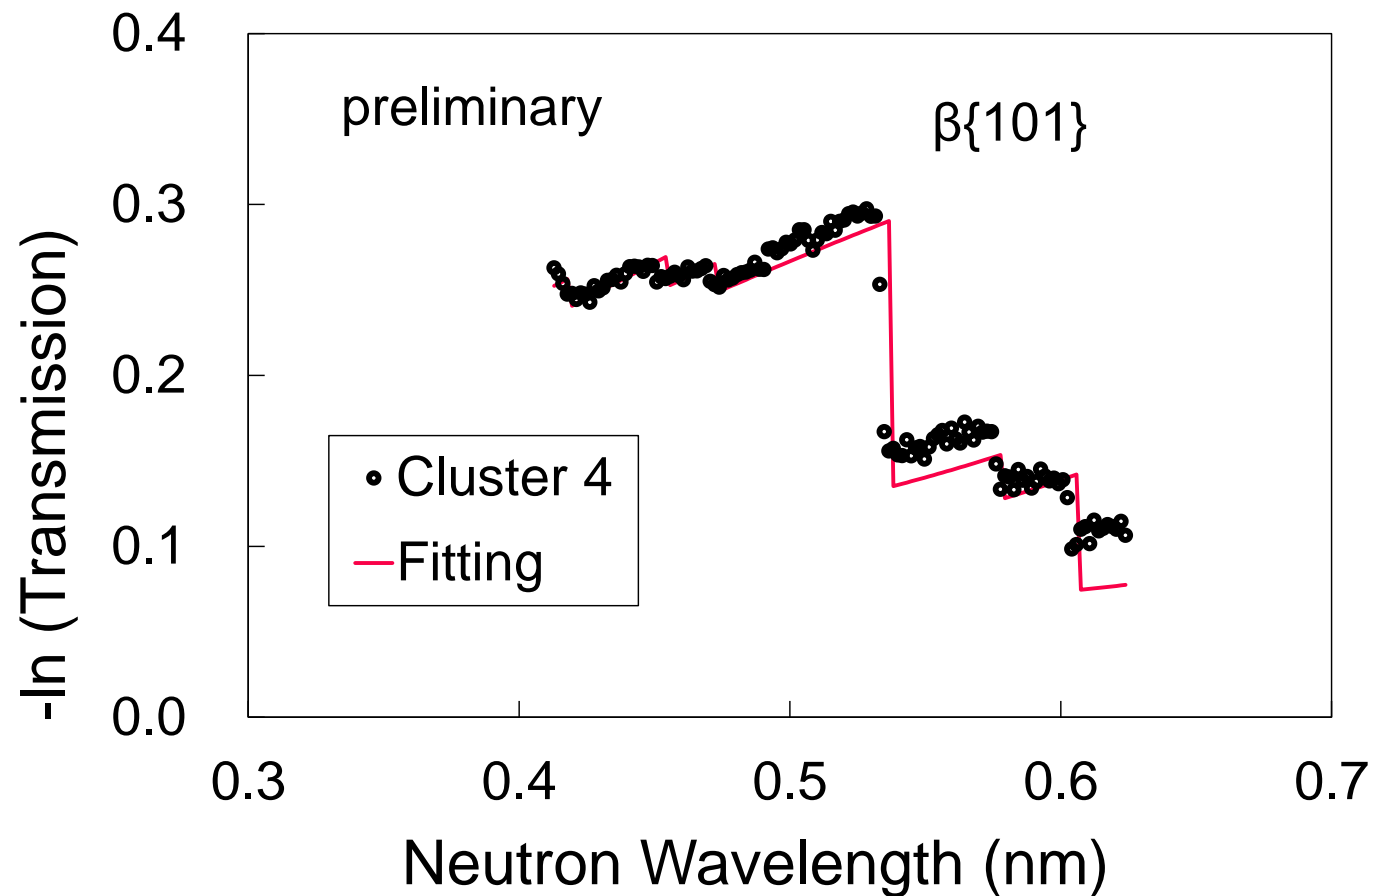 0.4
preliminary
β{101}
0.3
0.2
0.1
0.0
-ln (Transmission)
Cluster 4
Fitting
0.3 0.4 0.5 0.6 0.7
Neutron Wavelength (nm)